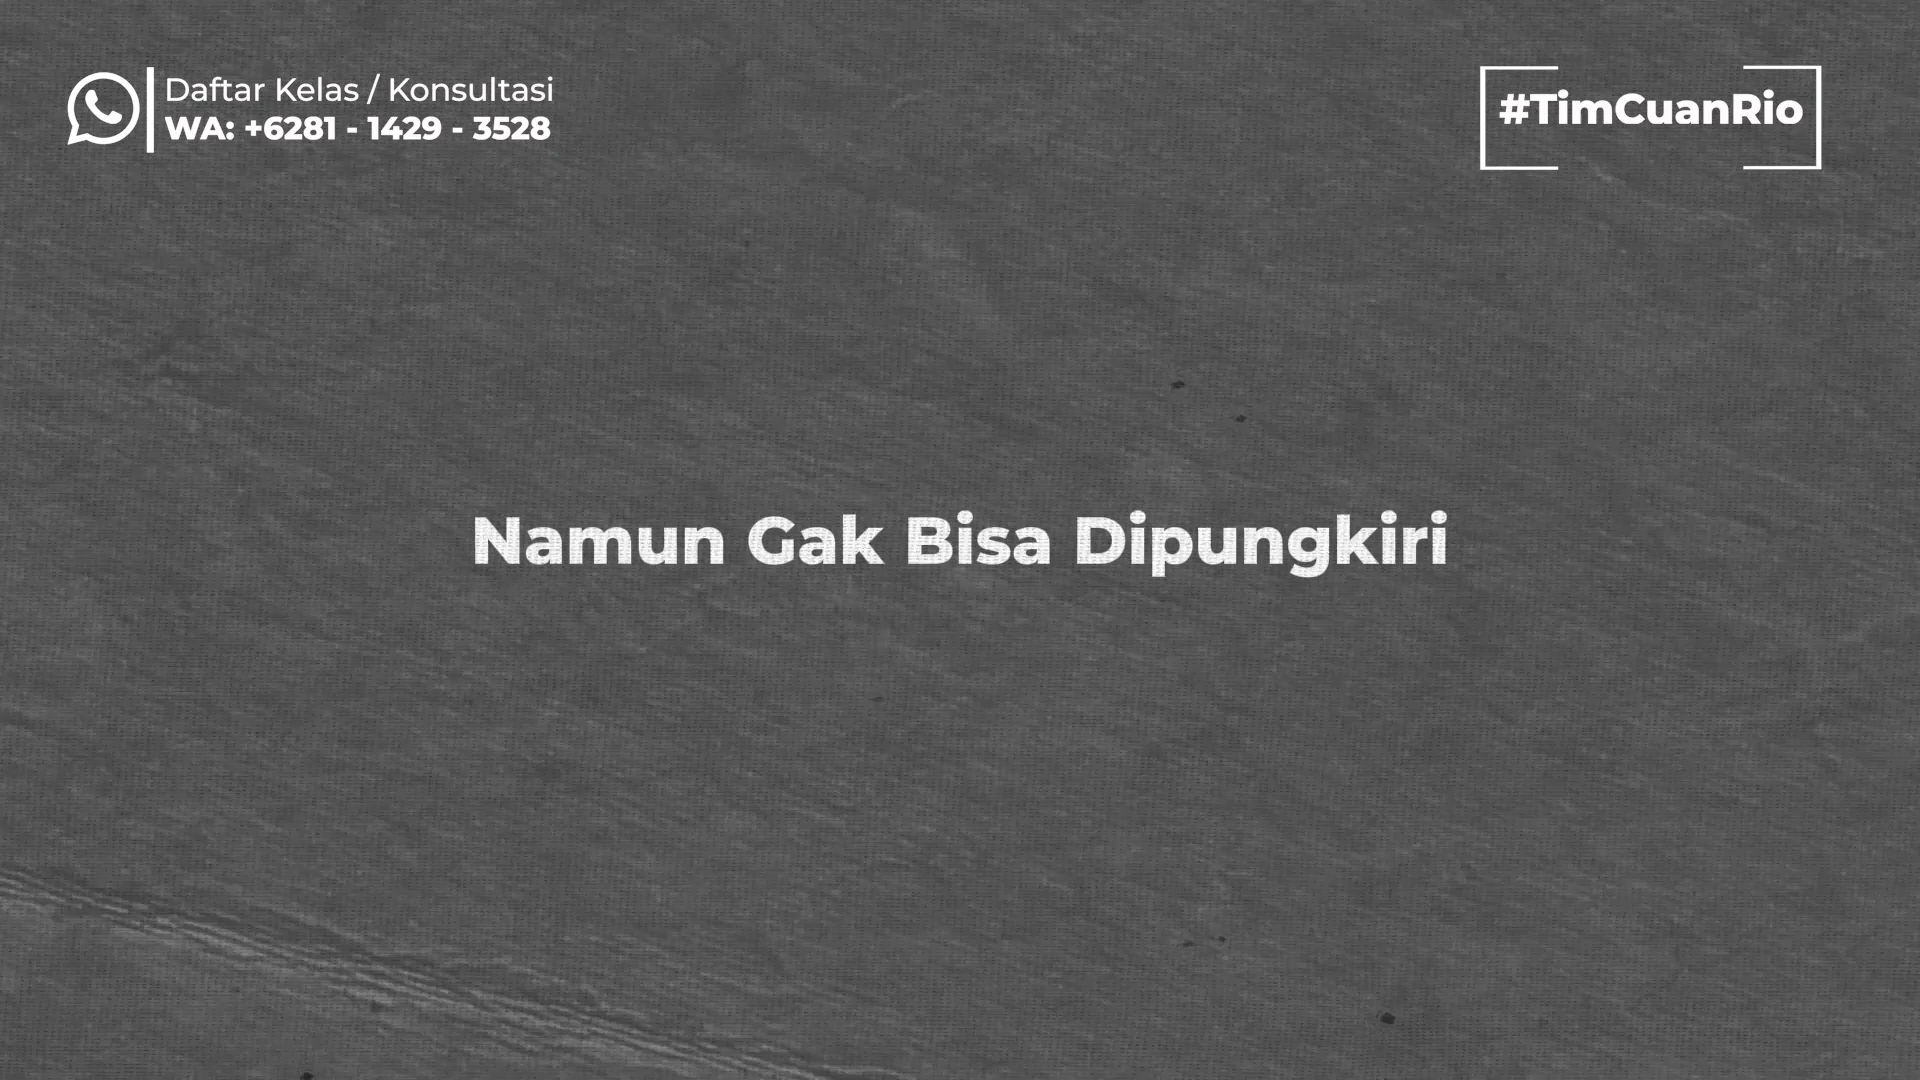 Daftar Kelas / Konsultasi
WA: +6281 - 1429 - 3528
#TimCuanRio
Namun Gak Bisa Dipungkiri